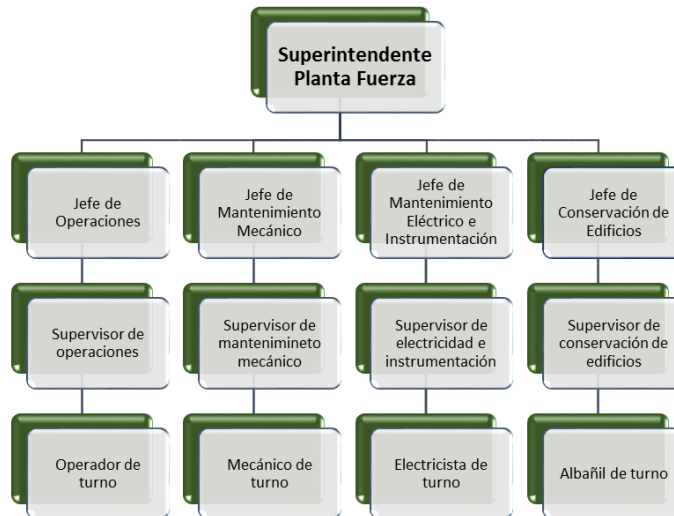 Superintendente
Planta Fuerza
Jefe de
Operaciones
Jefe de
Mantenimiento
Mecánico
Jefe de
Mantenimiento
Eléctrico e
Instrumentación
Jefe de
Conservación de
Edificios
Supervisor de
operaciones
Supervisor de
mantenimineto
mecánico
Supervisor de
electricidad e
instrumentación
Supervisor de
conservación de
edificios
Operador de
turno
Mecánico de
turno
Electricista de
turno
Albañil de turno